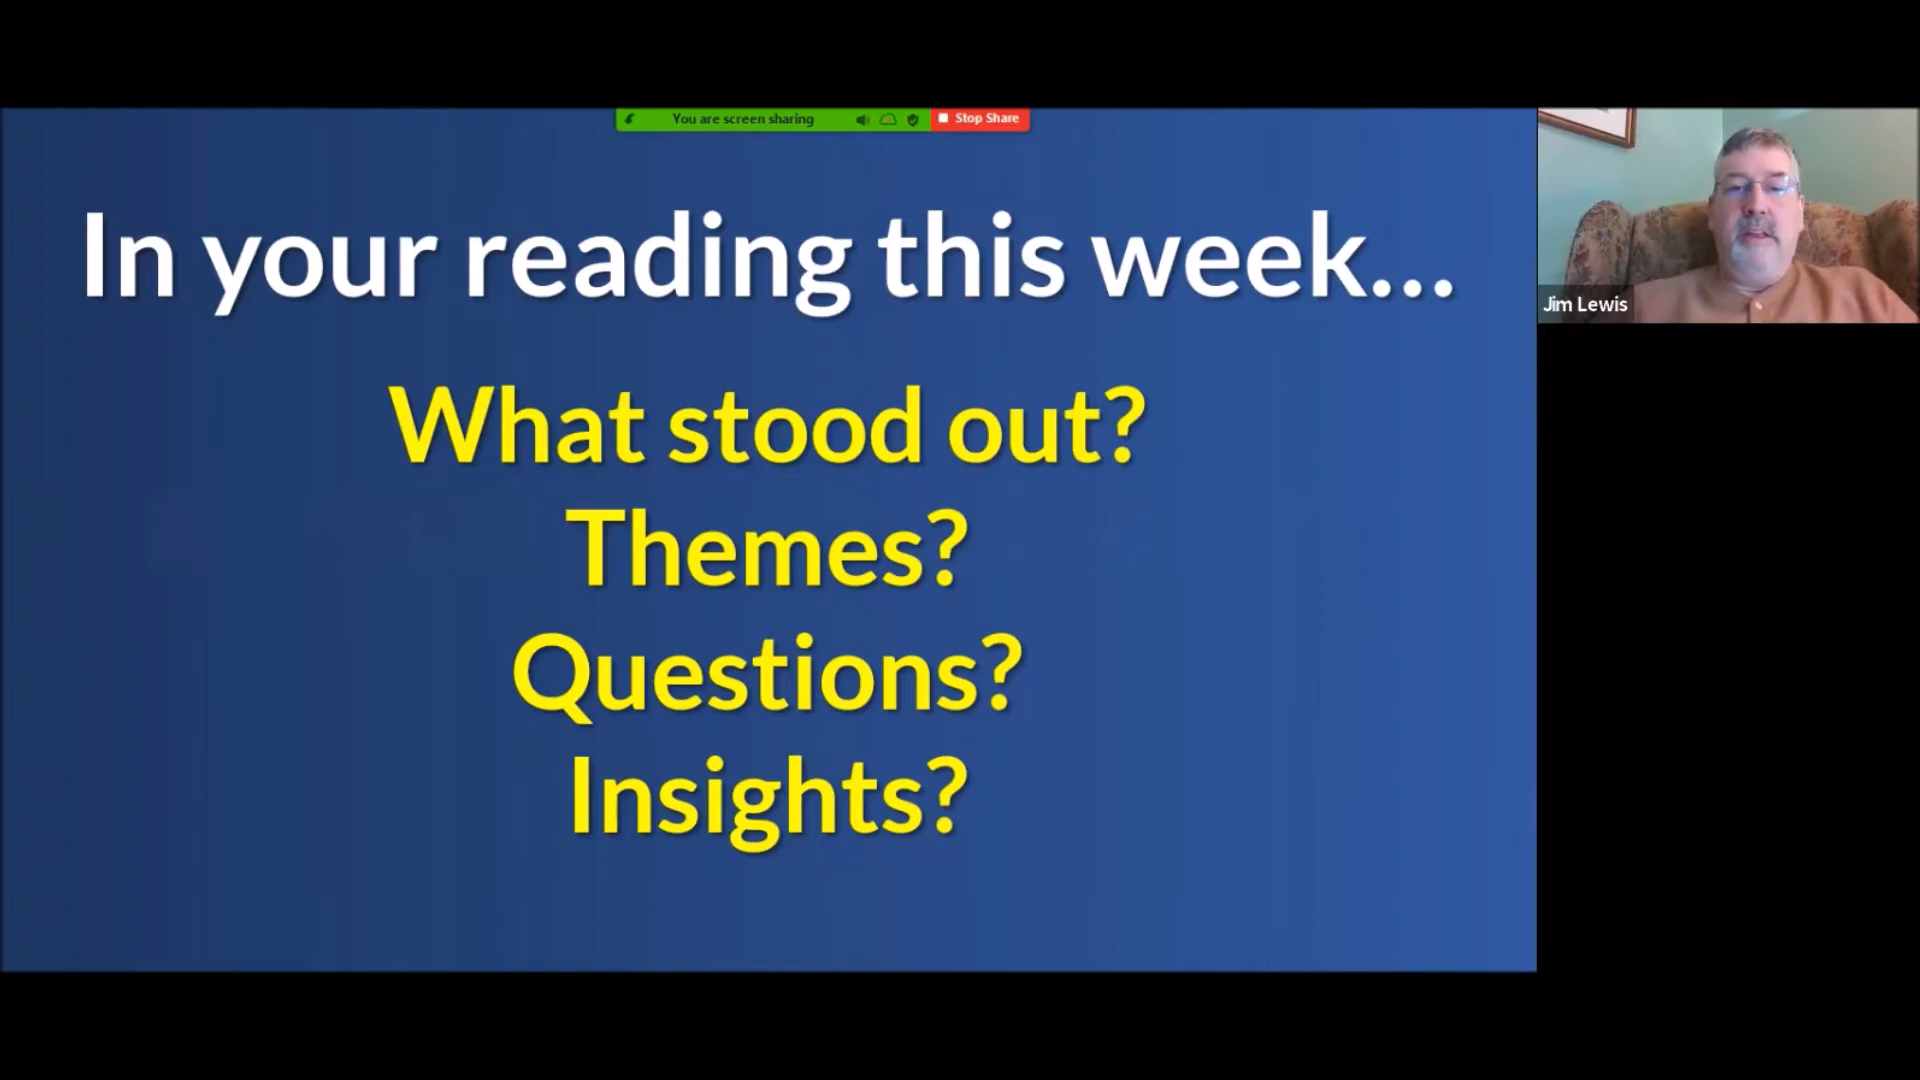 You are screen sharing
Stop Share
In your reading this week...
What stood out?
Themes?
Questions?
Insights?
Jim Lewis